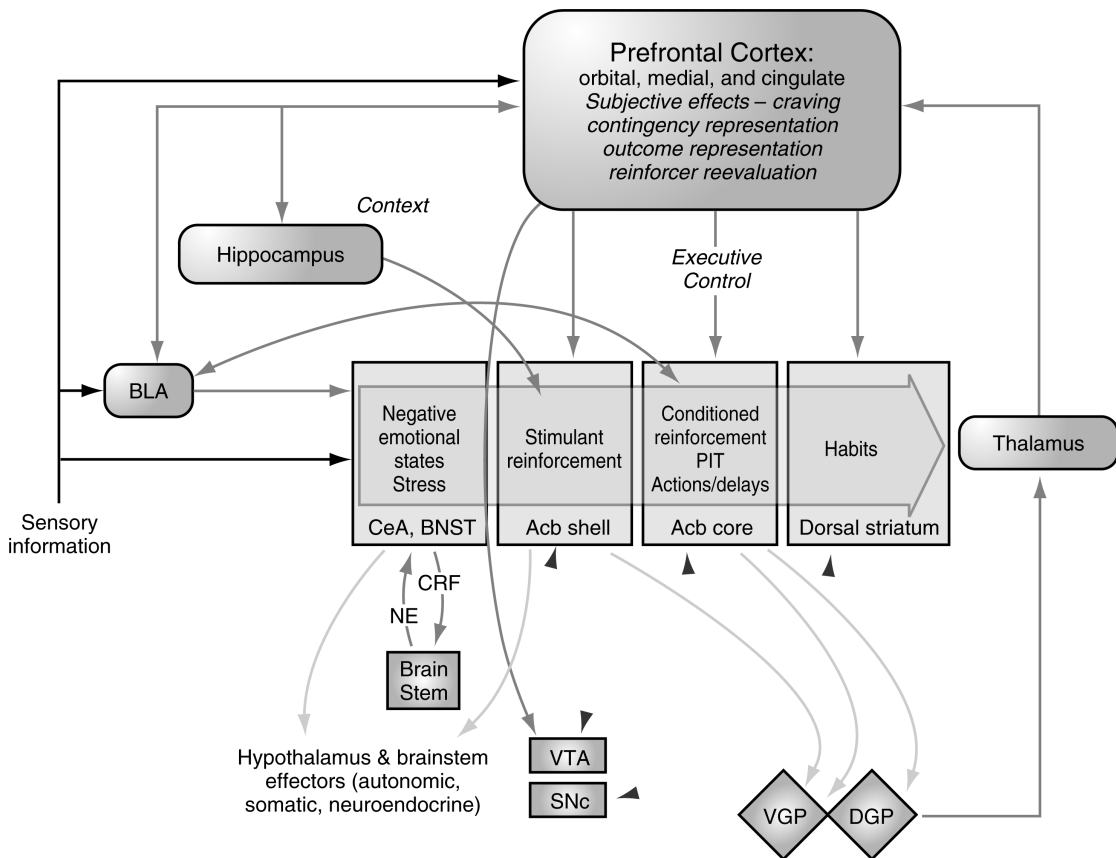 Prefrontal Cortex:
orbital, medial, and cingulate
Subjective effects – craving
contingency representation
outcome representation
reinforcer reevaluation
Context
Hippocampus
Executive
Control
BLA
Negative
emotional
states
Stress
CeA, BNST
Stimulant
reinforcement
Acb shell
Conditioned
reinforcement
PIT
Actions/delays
Acb core
Habits
Dorsal striatum
Thalamus
Sensory
information
CRF
NE
Brain
Stem
Hypothalamus & brainstem
effectors (autonomic,
somatic, neuroendocrine)
VTA
SNc
VGP
DGP